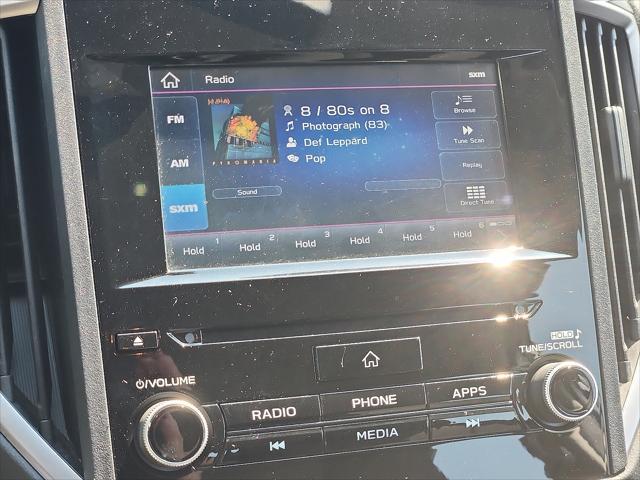 Radio
sxm
FM
8 / 80s on 8
Browse
Photograph (83)
AM
Def Leppard
Tune Scan
PYROMANIA
Pop
Replay
sxm
Sound
Direct Tune
Hold 1 Hold 2 Hold 3 Hold 4 Hold 5 Hold 6
HOLD
TUNE/SCROLL
VOLUME
RADIO PHONE APPS
MEDIA